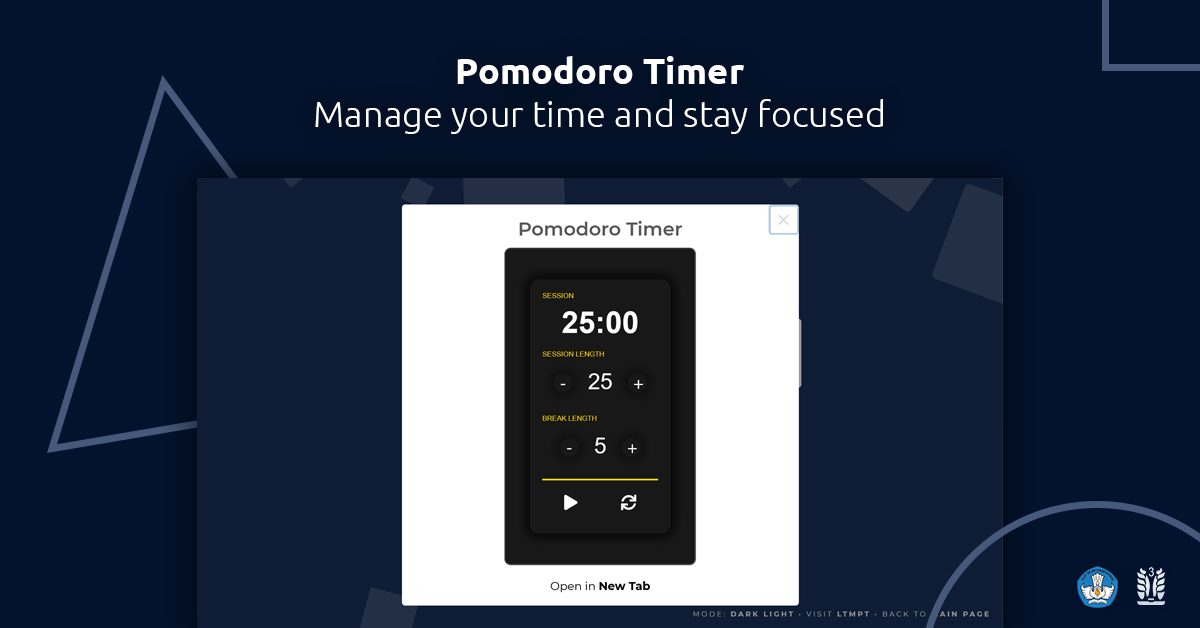 Pomodoro Timer
Manage your time and stay focused
Pomodoro Timer
SESSION
25:00
SESSION LENGTH
- 25 +
BREAK LENGTH
- 5 +
Open in New Tab
MODE: DARK LIGHT • VISIT LTMPT • BACK TO AIN PAGE
3